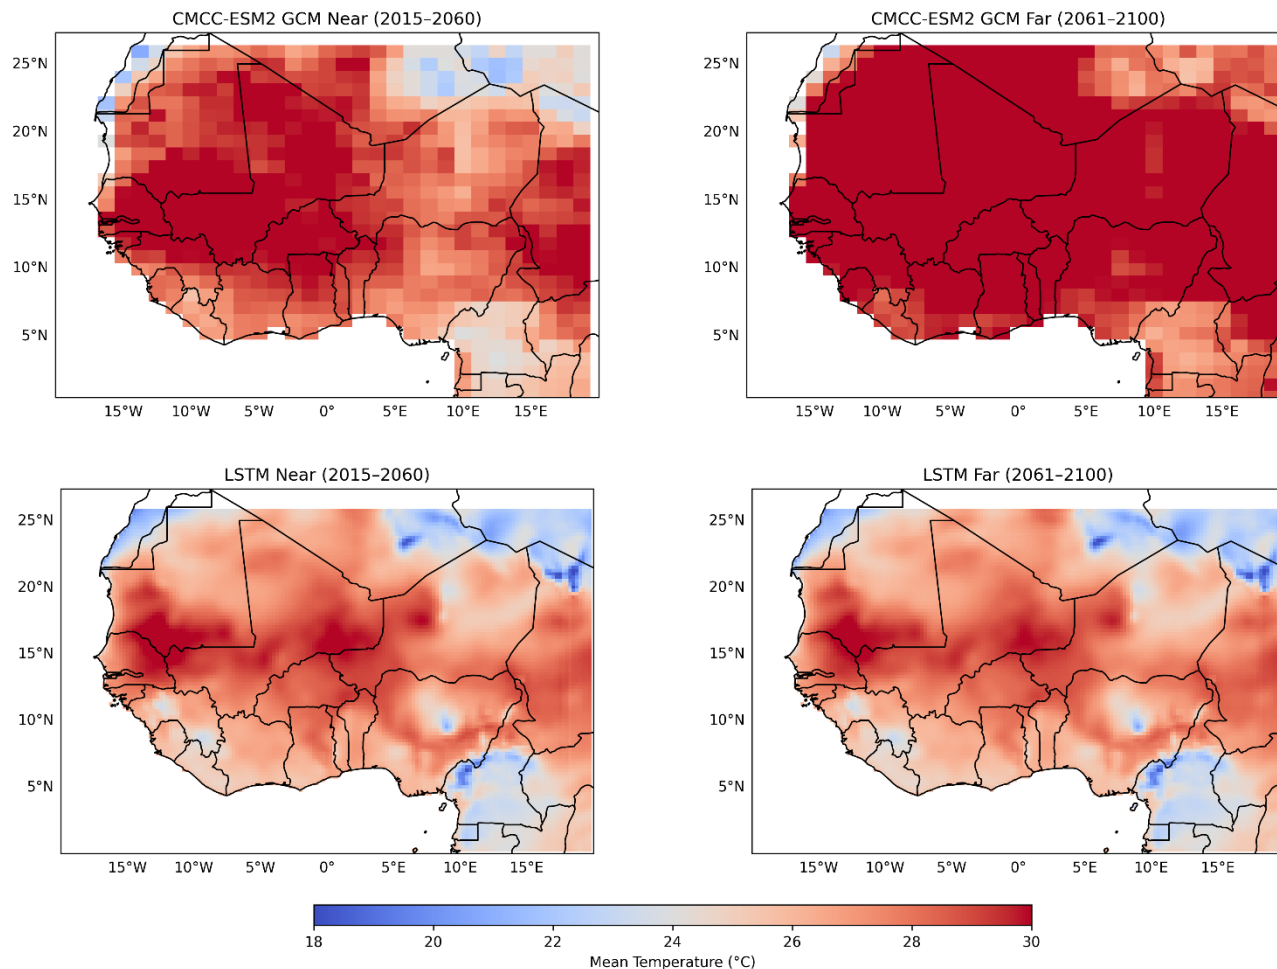 CMCC-ESM2 GCM Near (2015–2060)
CMCC-ESM2 GCM Far (2061–2100)
25°N
20°N
15°N
10°N
5°N
15°W 10°W 5°W 0° 5°E 10°E 15°E
25°N
20°N
15°N
10°N
5°N
15°W 10°W 5°W 0° 5°E 10°E 15°E
LSTM Near (2015–2060)
LSTM Far (2061–2100)
25°N
20°N
15°N
10°N
5°N
15°W 10°W 5°W 0° 5°E 10°E 15°E
25°N
20°N
15°N
10°N
5°N
15°W 10°W 5°W 0° 5°E 10°E 15°E
18 20 22 24 26 28 30
Mean Temperature (°C)